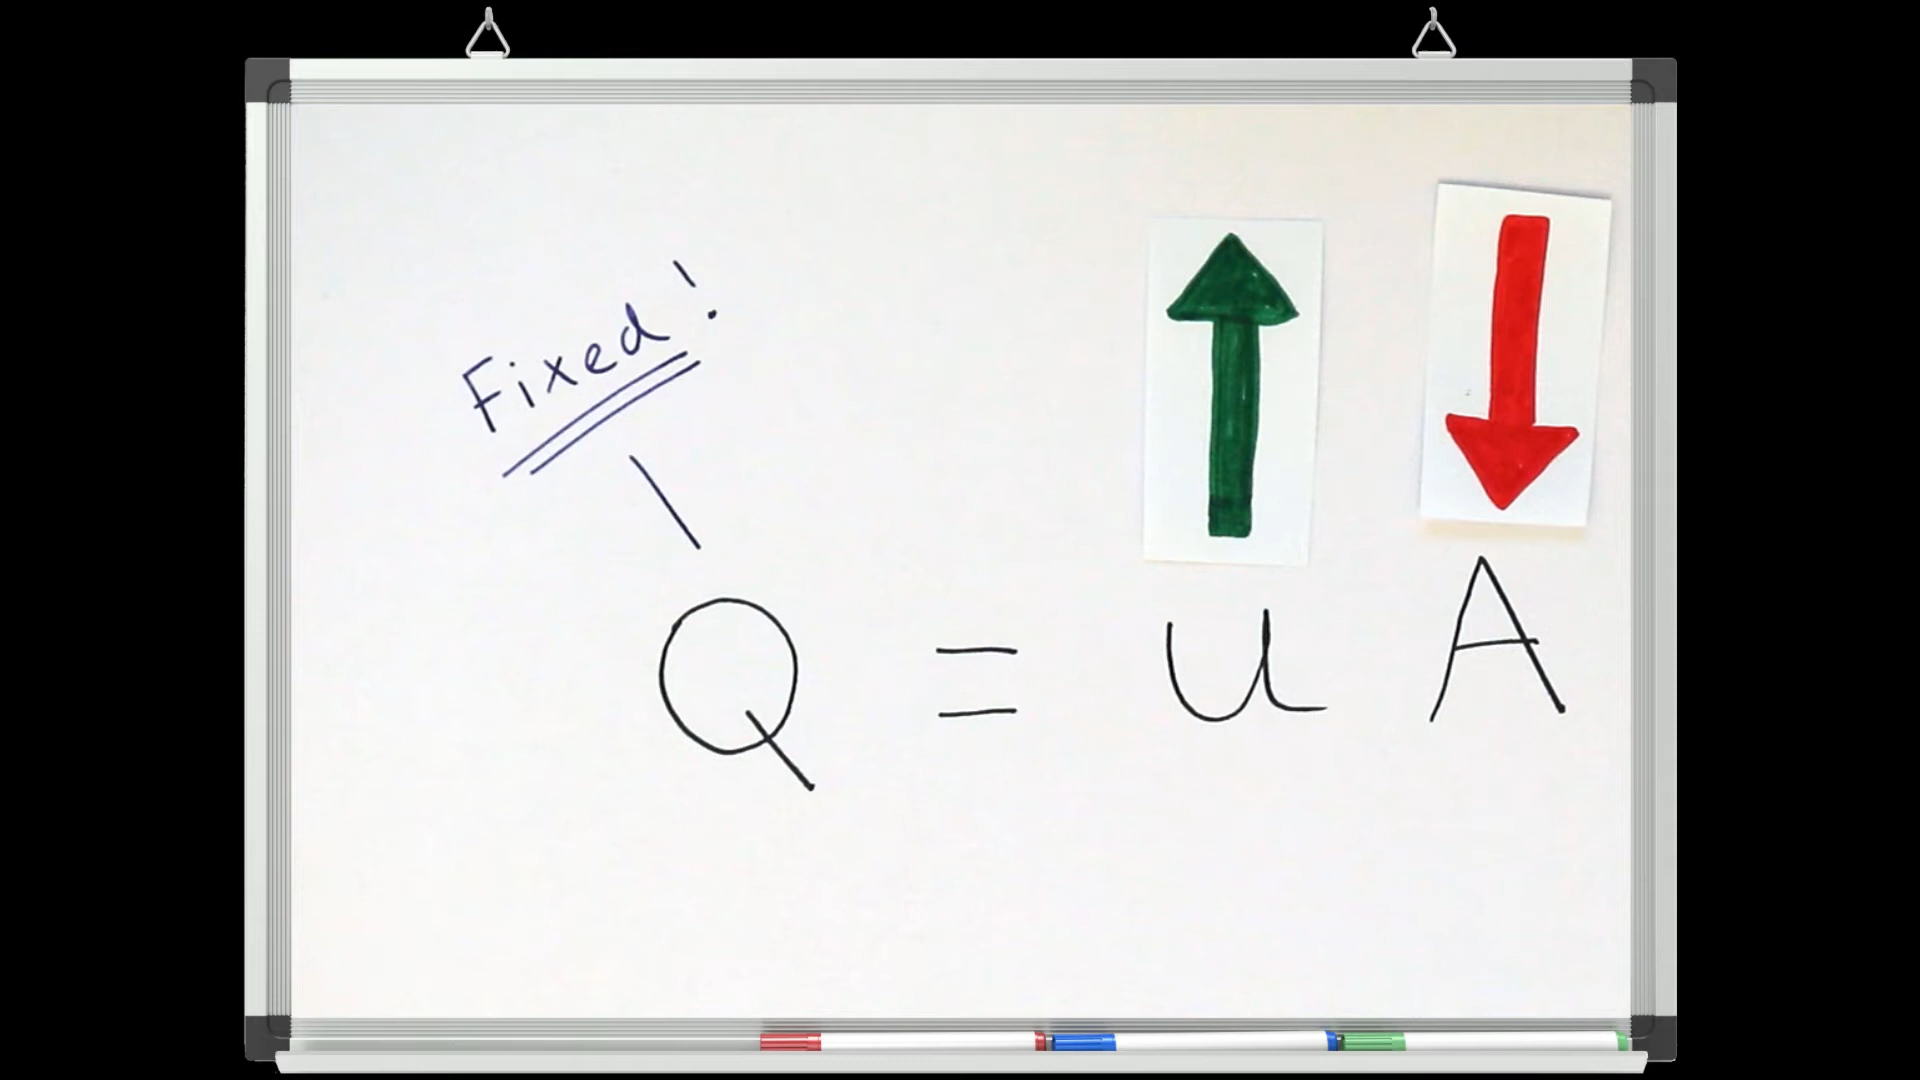 Fixed!
Q = u A